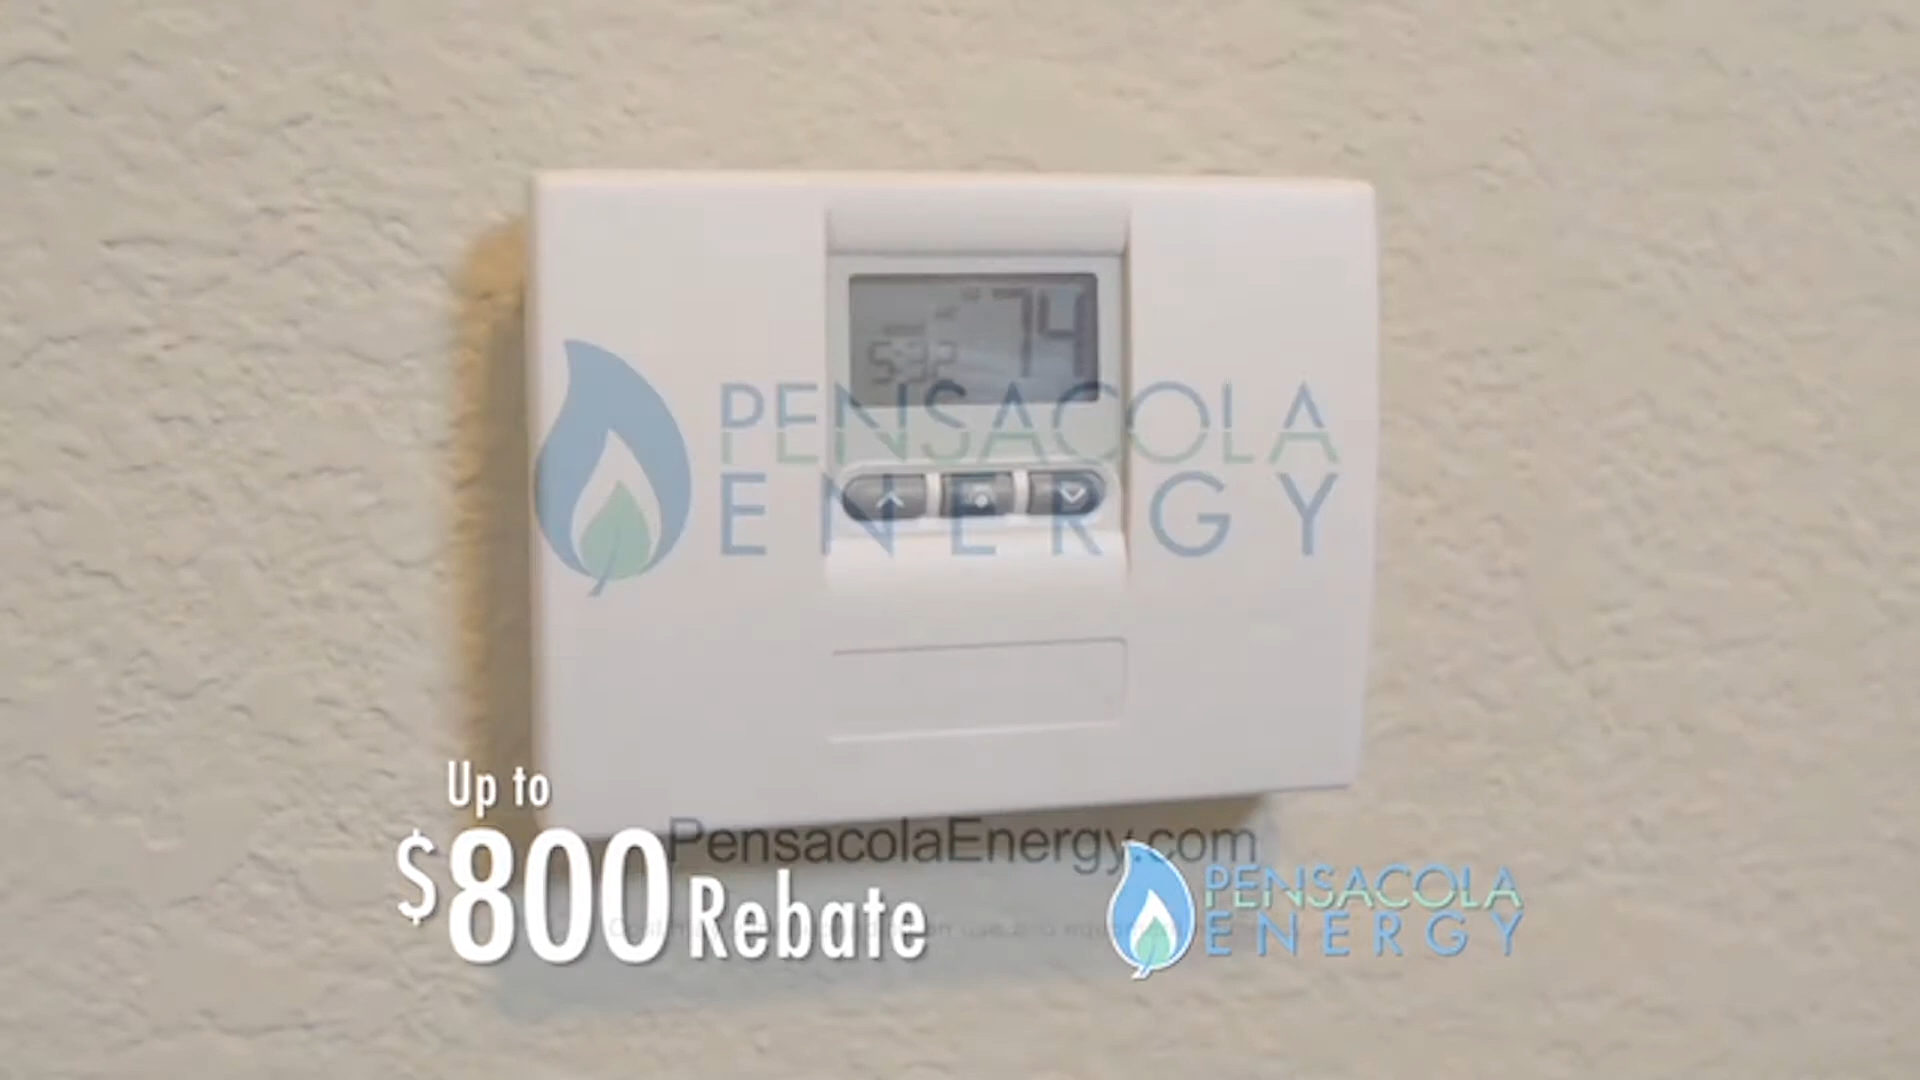 74
5:32
PENSACOLA
ENERGY
Up to
$800 Rebate
PensacolaEnergy.com
PENSACOLA
ENERGY